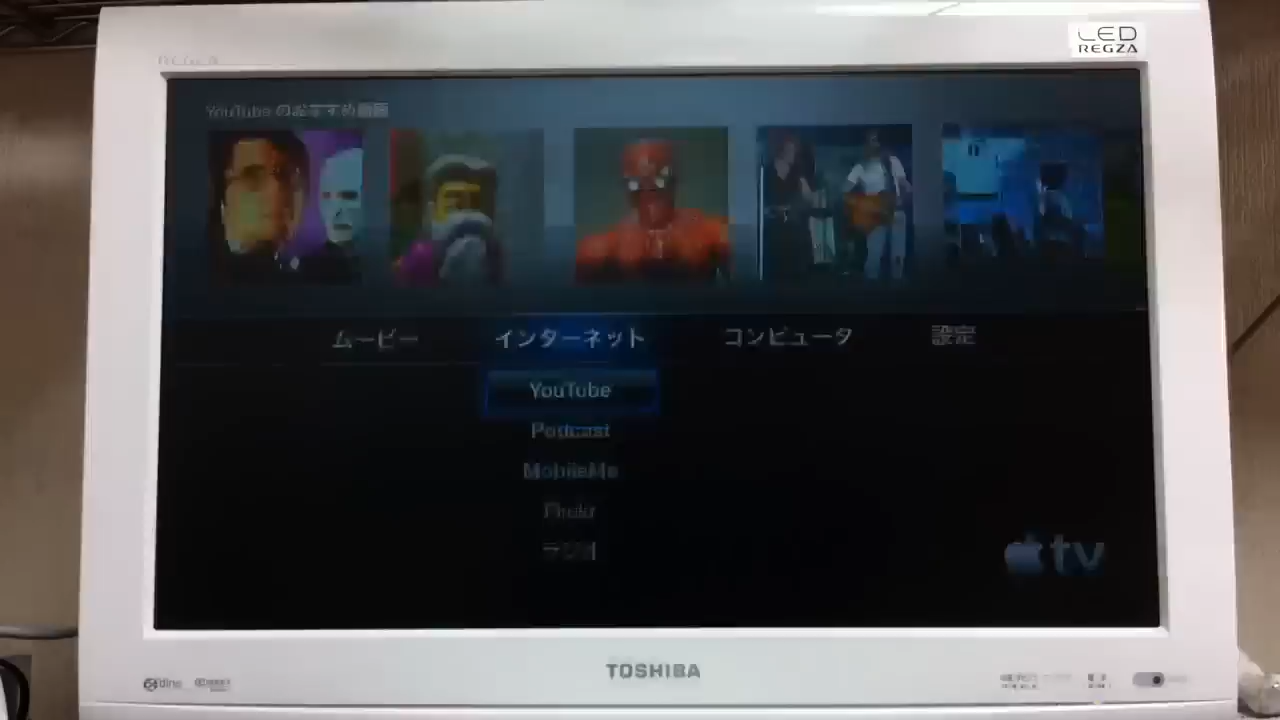 LED
REGZA
REGZA
YouTube のおすすめ動画
ムービー インターネット コンピュータ 設定
YouTube
Podcast
MobileMe
Flickr
ラジオ
tv
TOSHIBA